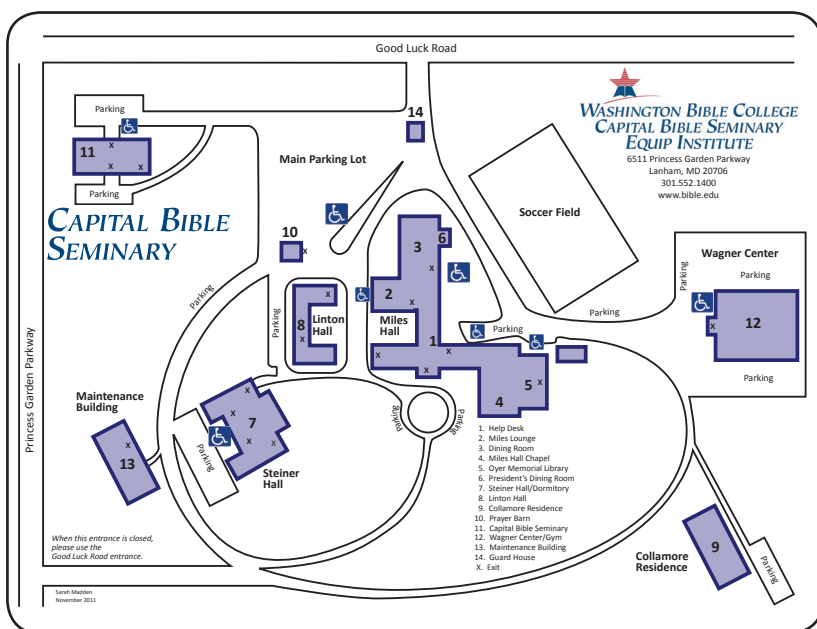 Good Luck Road
WASHINGTON BIBLE COLLEGE
CAPITAL BIBLE SEMINARY
EQUIP INSTITUTE
6511 Princess Garden Parkway
Lanham, MD 20706
301.552.1400
www.bible.edu
Parking
14
11
Main Parking Lot
Parking
CAPITAL BIBLE
SEMINARY
Soccer Field
10
3
6
Wagner Center
Parking
Parking
Parking
2
Linton
Hall
8
Miles
Hall
Parking
Parking
Parking
12
1
Parking
5
4
Princess Garden Parkway
Maintenance
Building
7
Parking
Parking
13
Parking
Steiner
Hall
1. Help Desk
2. Miles Lounge
3. Dining Room
4. Miles Hall Chapel
5. Oyer Memorial Library
6. President's Dining Room
7. Steiner Hall/Dormitory
8. Linton Hall
9. Collamore Residence
10. Prayer Barn
11. Capital Bible Seminary
12. Wagner Center/Gym
13. Maintenance Building
14. Guard House
X. Exit
When this entrance is closed,
please use the
Good Luck Road entrance.
Collamore
Residence
9
Parking
Sarah Madden
November 2011